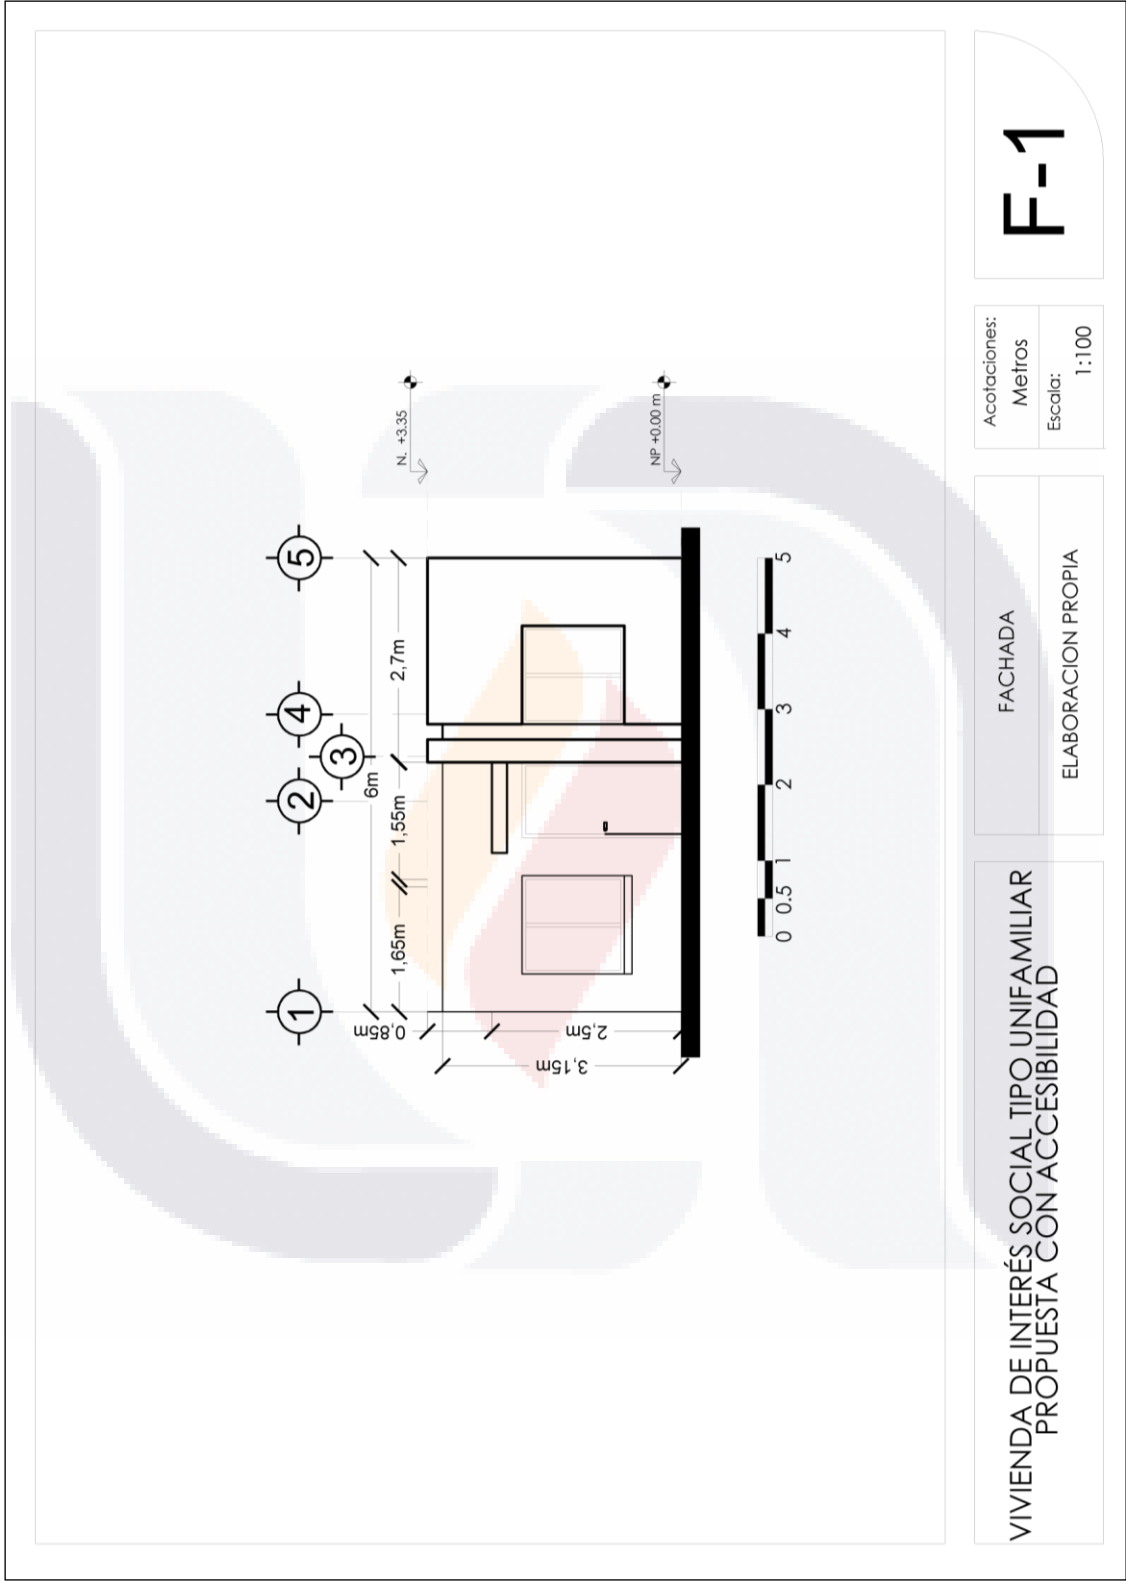 1
2
3
4
5
6m
1,65m
1,55m
2,7m
0,85m
2,5m
3,15m
N. +3.35
NP +0.00 m
0 0.5 1 2 3 4 5
VIVIENDA DE INTERÉS SOCIAL TIPO UNIFAMILIAR
PROPUESTA CON ACCESIBILIDAD
FACHADA
ELABORACION PROPIA
Acotaciones:
Metros
Escala:
1:100
F-1